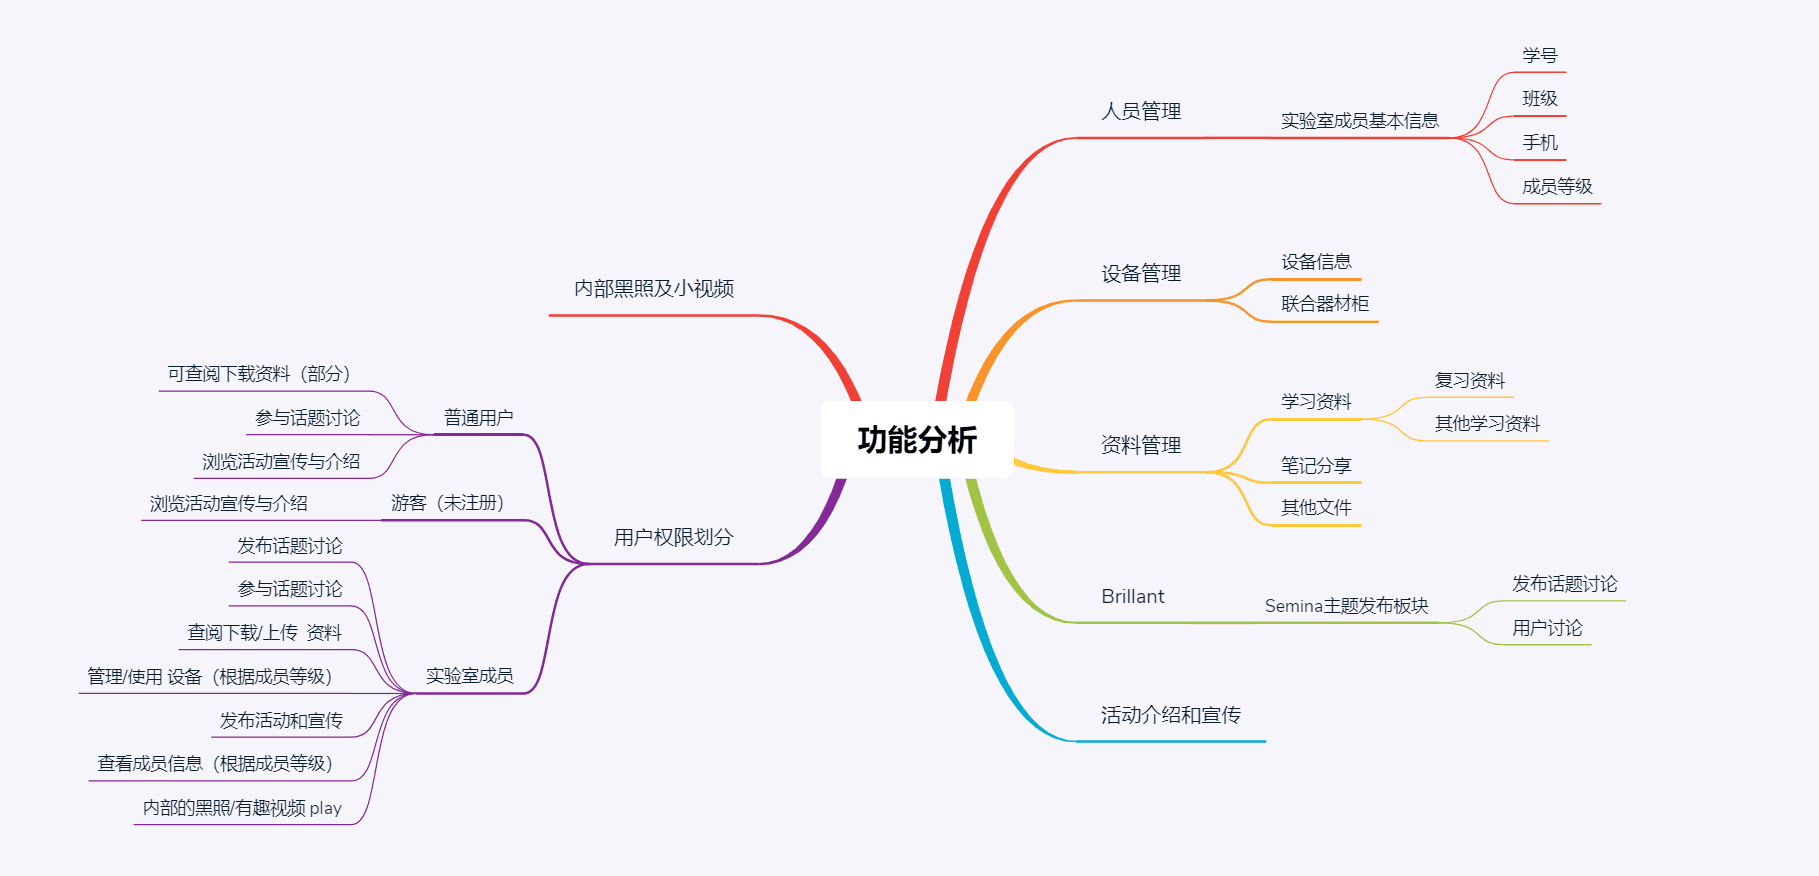 功能分析
人员管理
实验室成员基本信息
学号
班级
手机
成员等级
设备管理
设备信息
联合器材柜
资料管理
学习资料
复习资料
其他学习资料
笔记分享
其他文件
Brillant
Semina主题发布板块
发布话题讨论
用户讨论
活动介绍和宣传
内部黑照及小视频
用户权限划分
普通用户
可查阅下载资料（部分）
参与话题讨论
浏览活动宣传与介绍
游客（未注册）
浏览活动宣传与介绍
实验室成员
发布话题讨论
参与话题讨论
查阅下载/上传 资料
管理/使用 设备（根据成员等级）
发布活动和宣传
查看成员信息（根据成员等级）
内部的黑照/有趣视频 play